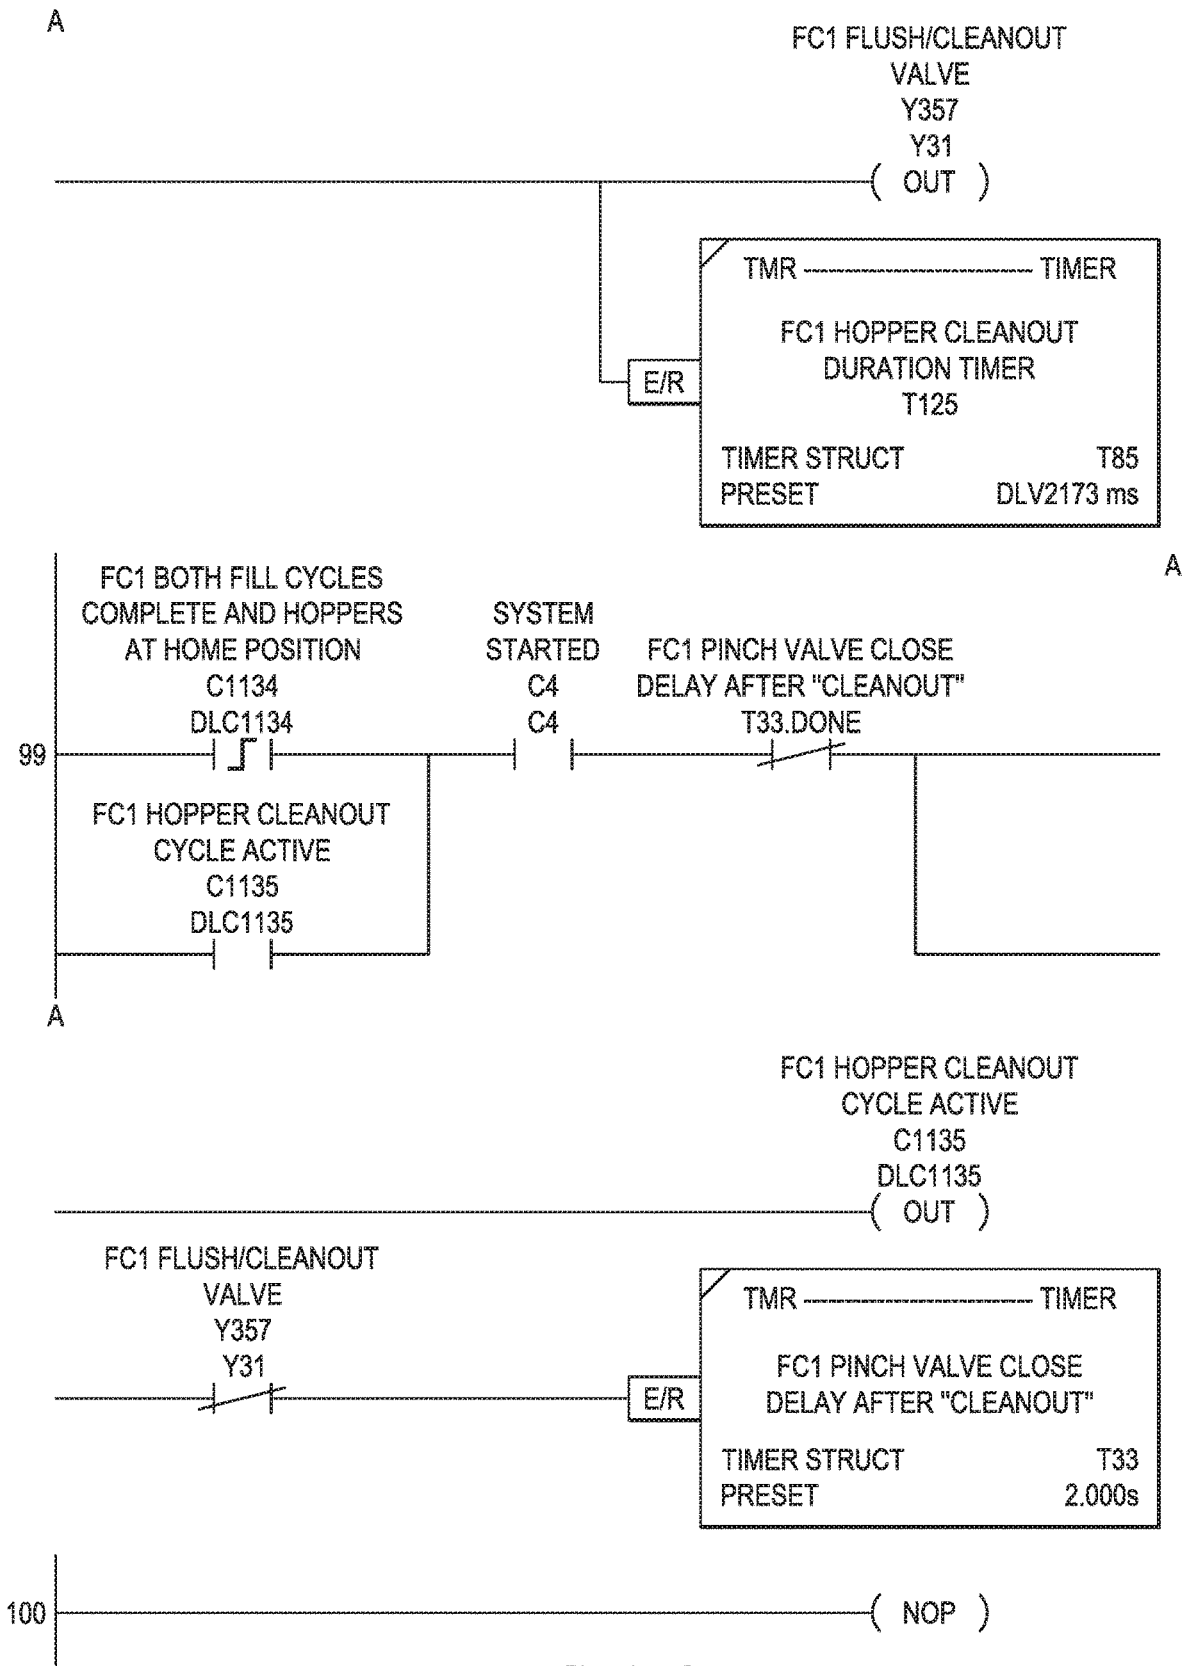 A
FC1 FLUSH/CLEANOUT
VALVE
Y357
Y31
( OUT )
TMR ---------------------------- TIMER
FC1 HOPPER CLEANOUT
DURATION TIMER
T125
E/R
TIMER STRUCT T85
PRESET DLV2173 ms
A
FC1 BOTH FILL CYCLES
COMPLETE AND HOPPERS
AT HOME POSITION
C1134
DLC1134
SYSTEM
STARTED
C4
C4
FC1 PINCH VALVE CLOSE
DELAY AFTER "CLEANOUT"
T33.DONE
99
FC1 HOPPER CLEANOUT
CYCLE ACTIVE
C1135
DLC1135
A
FC1 HOPPER CLEANOUT
CYCLE ACTIVE
C1135
DLC1135
( OUT )
FC1 FLUSH/CLEANOUT
VALVE
Y357
Y31
TMR ---------------------------- TIMER
FC1 PINCH VALVE CLOSE
DELAY AFTER "CLEANOUT"
E/R
TIMER STRUCT T33
PRESET 2.000s
100
( NOP )